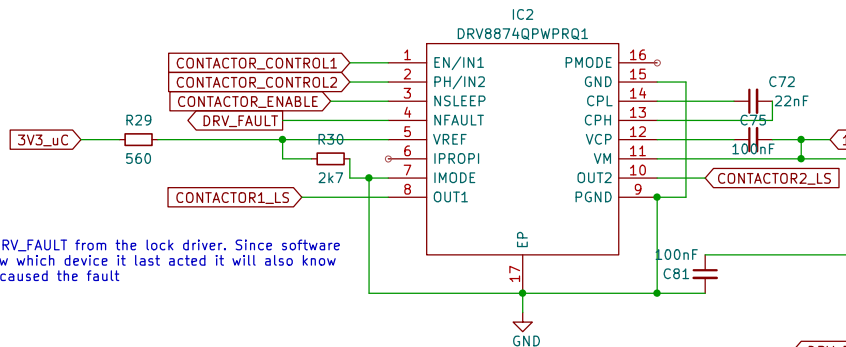 IC2
DRV8874QPWPRQ1
CONTACTOR_CONTROL1
1
EN/IN1
PMODE
16
CONTACTOR_CONTROL2
2
PH/IN2
GND
15
CONTACTOR_ENABLE
3
NSLEEP
CPL
14
C72
22nF
DRV_FAULT
4
NFAULT
CPH
13
C75
100nF
3V3_uC
R29
560
5
VREF
VCP
12
1
R30
2k7
6
IPROPI
VM
11
7
IMODE
OUT2
10
CONTACTOR2_LS
CONTACTOR1_LS
8
OUT1
PGND
9
EP
17
RV_FAULT from the lock driver. Since software
w which device it last acted it will also know
caused the fault
100nF
C81
GND